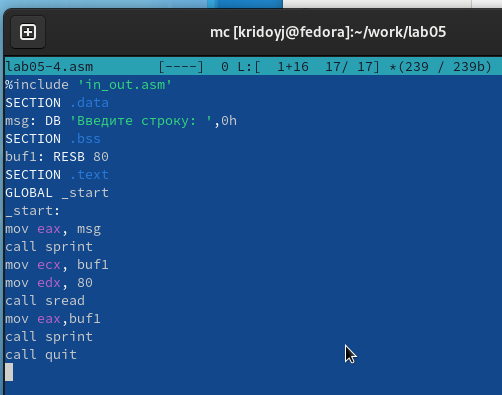 mc [kridoyj@fedora]:~/work/lab05
lab05-4.asm [----] 0 L:[ 1+16 17/ 17] *(239 / 239b)
%include 'in_out.asm'
SECTION .data
msg: DB 'Введите строку: ',0h
SECTION .bss
buf1: RESB 80
SECTION .text
GLOBAL _start
_start:
mov eax, msg
call sprint
mov ecx, buf1
mov edx, 80
call sread
mov eax,buf1
call sprint
call quit